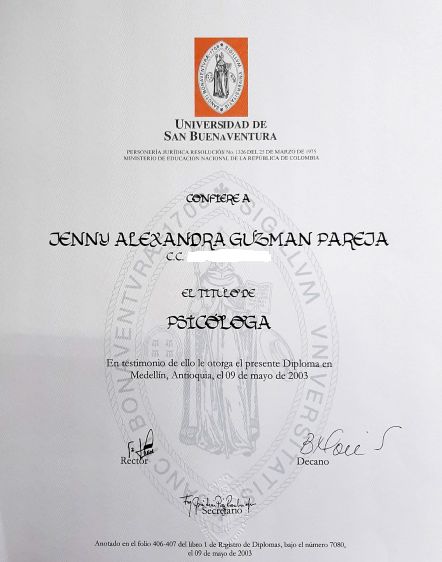 UNIVERSIDAD DE
SAN BUENAVENTURA
PERSONERÍA JURÍDICA RESOLUCIÓN No. 1326 DEL 25 DE MARZO DE 1975
MINISTERIO DE EDUCACIÓN NACIONAL DE LA REPÚBLICA DE COLOMBIA
CONFIERE A
JENNY ALEXANDRA GUZMAN PAREJA
C.C.
EL TITULO DE
PSICÓLOGA
En testimonio de ello le otorga el presente Diploma en
Medellín, Antioquia, el 09 de mayo de 2003
Rector
Decano
Secretario
Anotado en el folio 406-407 del libro 1 de Registro de Diplomas, bajo el número 7080,
el 09 de mayo de 2003